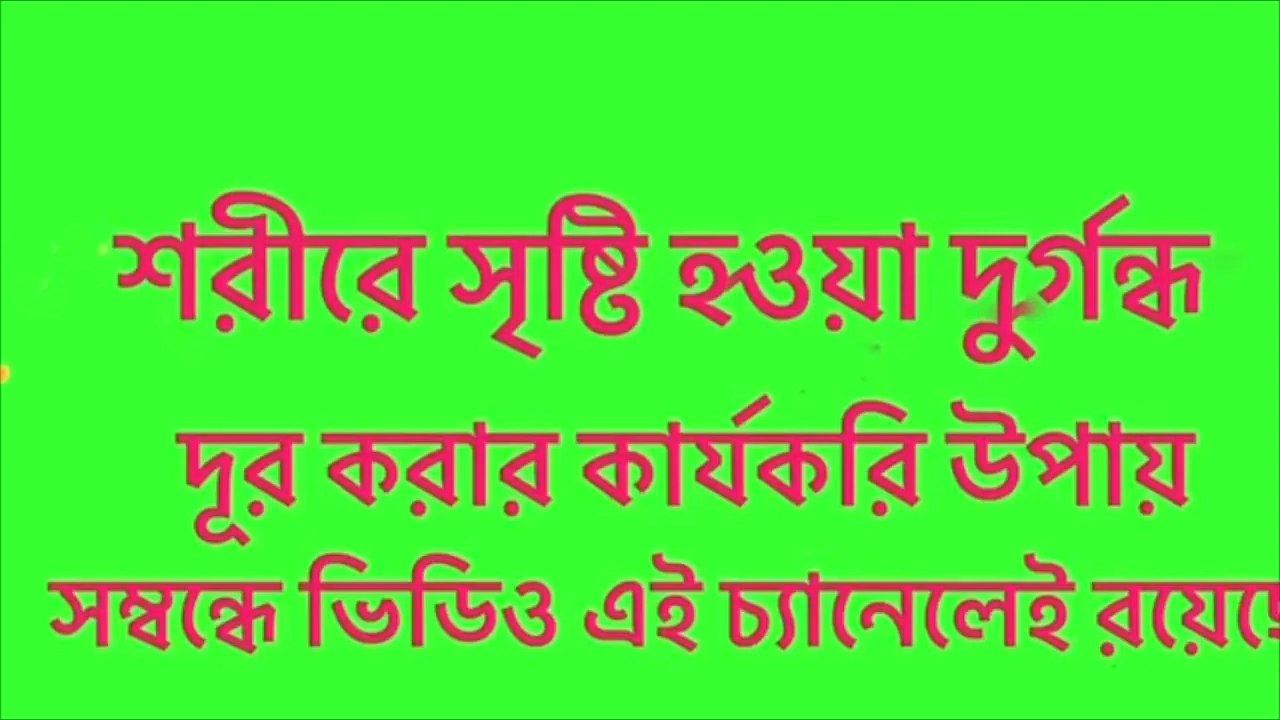 শরীরে সৃষ্টি হওয়া দুর্গন্ধ
দূর করার কার্যকরি উপায়
সম্বন্ধে ভিডিও এই চ্যানেলেই